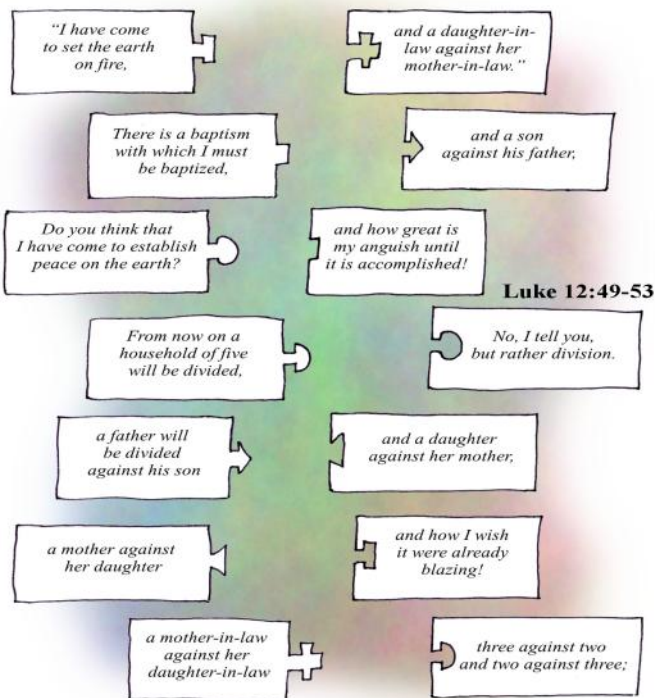 "I have come
to set the earth
on fire,
and a daughter-in-
law against her
mother-in-law."
There is a baptism
with which I must
be baptized,
and a son
against his father,
Do you think that
I have come to establish
peace on the earth?
and how great is
my anguish until
it is accomplished!
Luke 12:49-53
From now on a
household of five
will be divided,
No, I tell you,
but rather division.
a father will
be divided
against his son
and a daughter
against her mother,
a mother against
her daughter
and how I wish
it were already
blazing!
a mother-in-law
against her
daughter-in-law
three against two
and two against three;